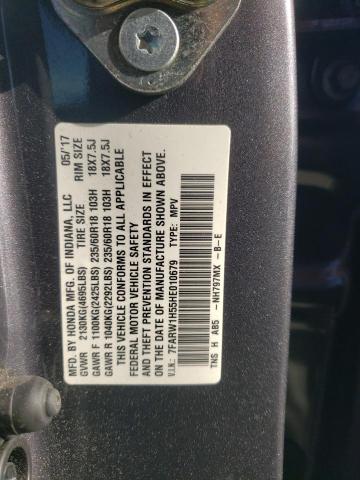 MFD. BY HONDA MFG. OF INDIANA, LLC 05/'17
GVWR 2130KG(4695LBS) TIRE SIZE RIM SIZE
GAWR F 1100KG(2425LBS) 235/60R18 103H 18X7.5J
GAWR R 1040KG(2292LBS) 235/60R18 103H 18X7.5J
THIS VEHICLE CONFORMS TO ALL APPLICABLE
FEDERAL MOTOR VEHICLE SAFETY, BUMPER,
AND THEFT PREVENTION STANDARDS IN EFFECT
ON THE DATE OF MANUFACTURE SHOWN ABOVE.
V.I.N.: 7FARW1H55HE010679 TYPE: MPV
TNS H AB5 -NH797MX -B-E